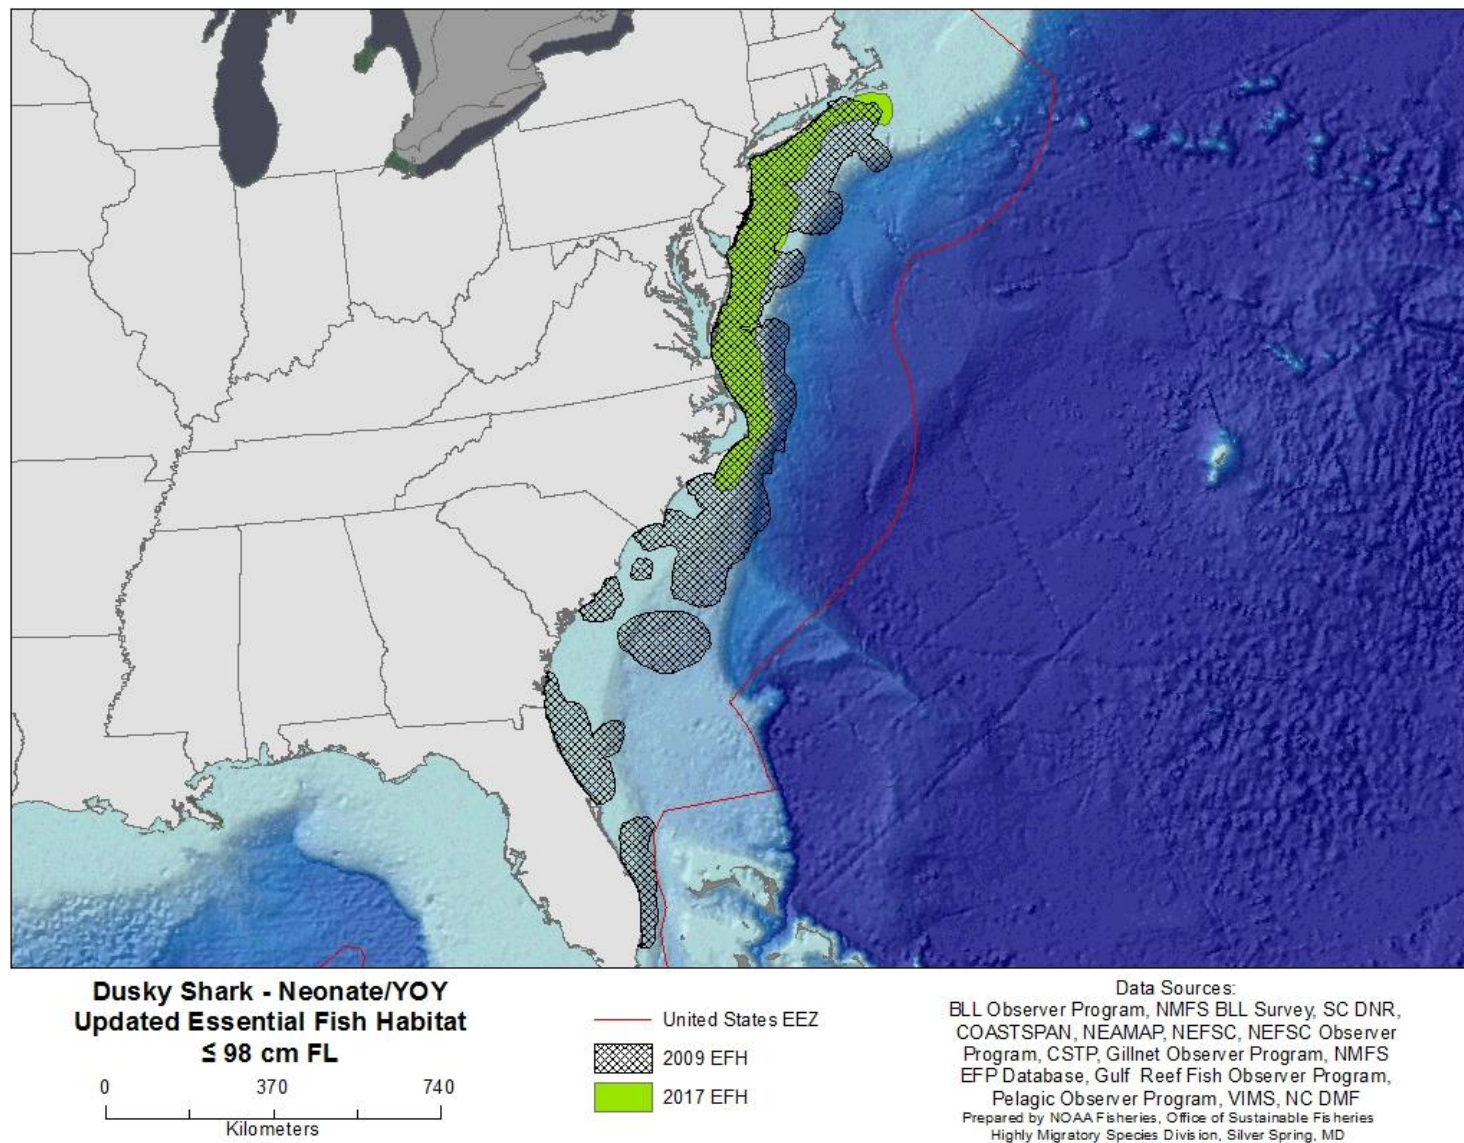 Dusky Shark - Neonate/YOY
Updated Essential Fish Habitat
≤ 98 cm FL
0 370 740
Kilometers
United States EEZ
2009 EFH
2017 EFH
Data Sources:
BLL Observer Program, NMFS BLL Survey, SC DNR,
COASTSPAN, NEAMAP, NEFSC, NEFSC Observer
Program, CSTP, Gillnet Observer Program, NMFS
EFP Database, Gulf Reef Fish Observer Program,
Pelagic Observer Program, VIMS, NC DMF
Prepared by NOAA Fisheries, Office of Sustainable Fisheries
Highly Migratory Species Division, Silver Spring, MD